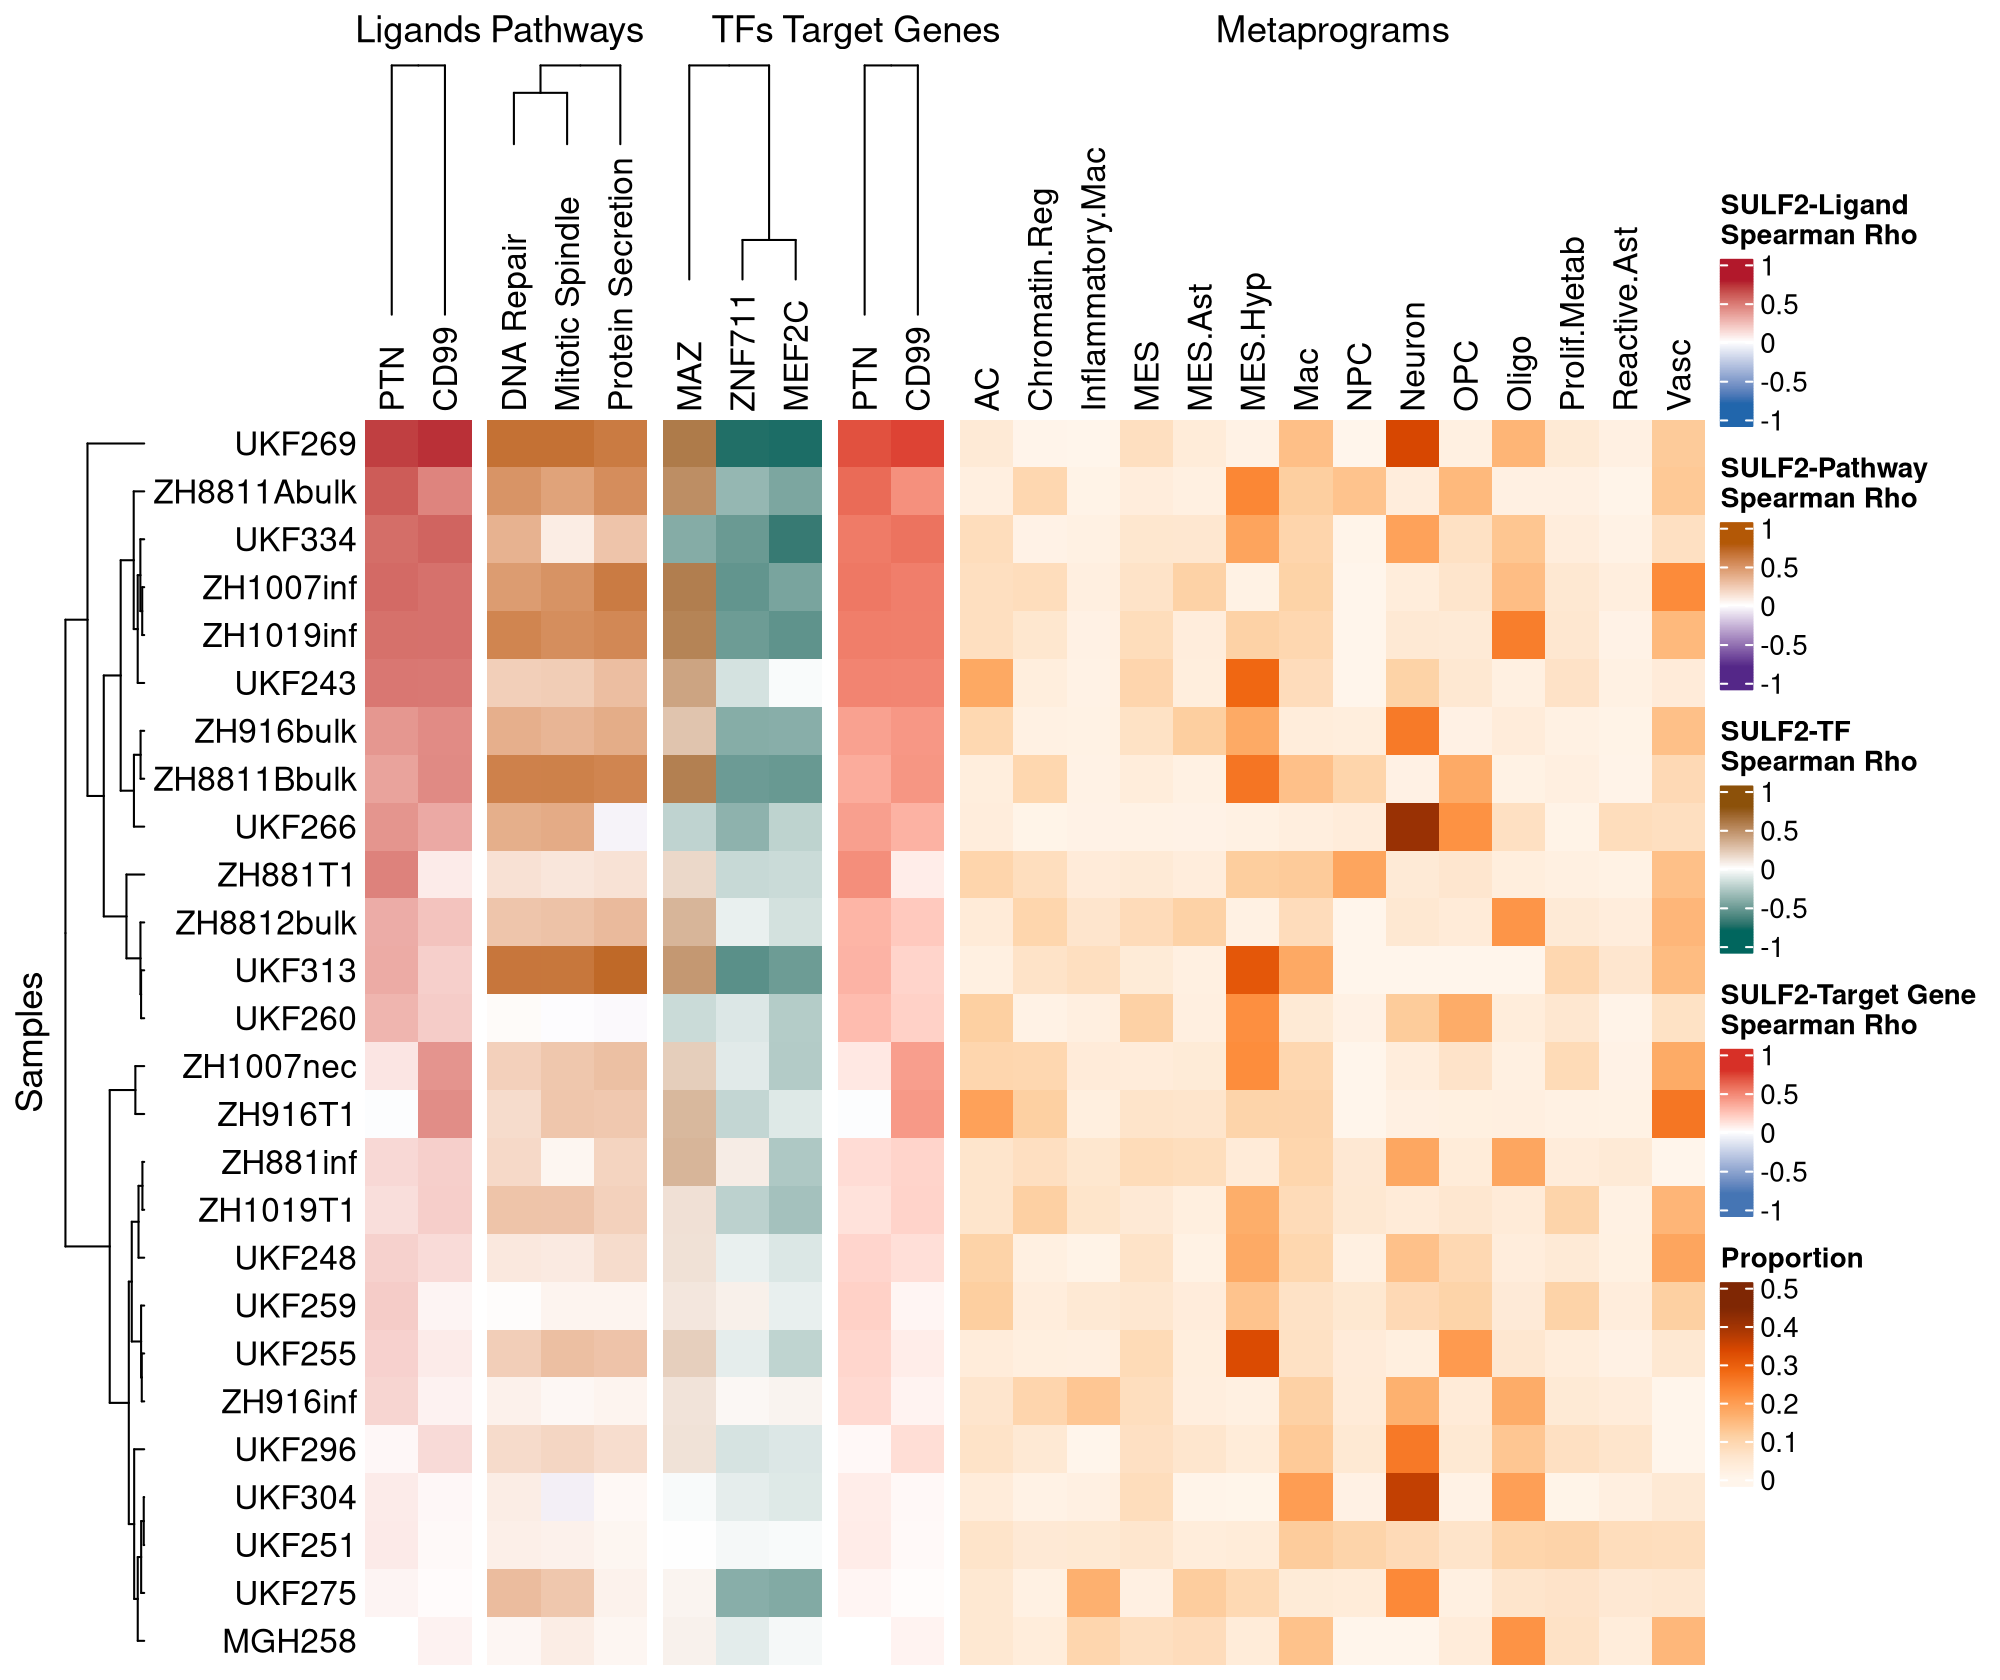 Ligands Pathways TFs Target Genes Metaprograms
PTN
CD99
DNA Repair
Mitotic Spindle
Protein Secretion
MAZ
ZNF711
MEF2C
PTN
CD99
AC
Chromatin.Reg
Inflammatory.Mac
MES
MES.Ast
MES.Hyp
Mac
NPC
Neuron
OPC
Oligo
Prolif.Metab
Reactive.Ast
Vasc
Samples
UKF269
ZH8811Abulk
UKF334
ZH1007inf
ZH1019inf
UKF243
ZH916bulk
ZH8811Bbulk
UKF266
ZH881T1
ZH8812bulk
UKF313
UKF260
ZH1007nec
ZH916T1
ZH881inf
ZH1019T1
UKF248
UKF259
UKF255
ZH916inf
UKF296
UKF304
UKF251
UKF275
MGH258
SULF2-Ligand
Spearman Rho
1
0.5
0
-0.5
-1
SULF2-Pathway
Spearman Rho
1
0.5
0
-0.5
-1
SULF2-TF
Spearman Rho
1
0.5
0
-0.5
-1
SULF2-Target Gene
Spearman Rho
1
0.5
0
-0.5
-1
Proportion
0.5
0.4
0.3
0.2
0.1
0